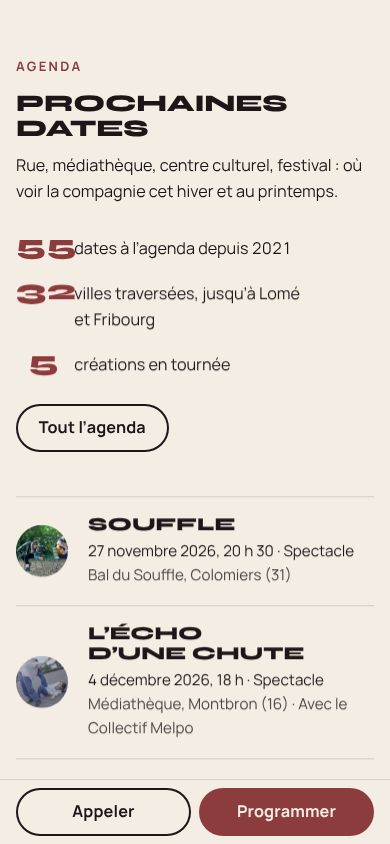 AGENDA
PROCHAINES
DATES
Rue, médiathèque, centre culturel, festival : où
voir la compagnie cet hiver et au printemps.
55 dates à l'agenda depuis 2021
32 villes traversées, jusqu'à Lomé
et Fribourg
5 créations en tournée
Tout l'agenda
SOUFFLE
27 novembre 2026, 20 h 30 · Spectacle
Bal du Souffle, Colomiers (31)
L'ÉCHO
D'UNE CHUTE
4 décembre 2026, 18 h · Spectacle
Médiathèque, Montbron (16) · Avec le
Collectif Melpo
Appeler
Programmer